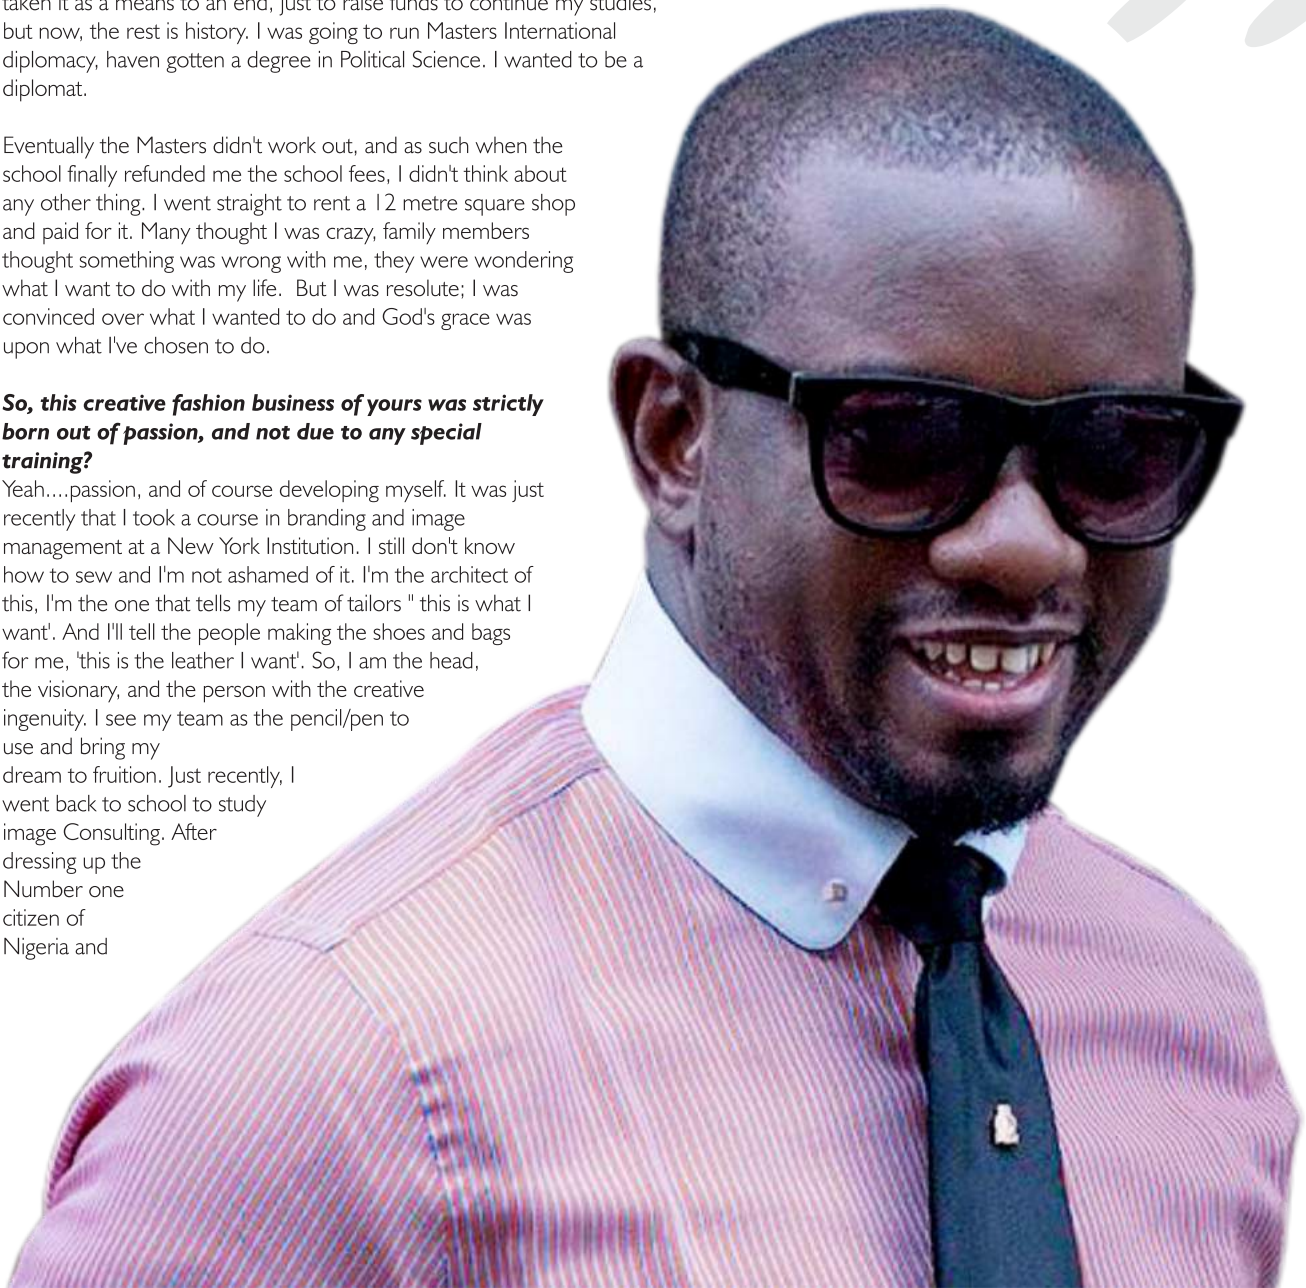 taken it as a means to an end, just to raise funds to continue my studies,
but now, the rest is history. I was going to run Masters International
diplomacy, haven gotten a degree in Political Science. I wanted to be a
diplomat.
Eventually the Masters didn't work out, and as such when the
school finally refunded me the school fees, I didn't think about
any other thing. I went straight to rent a 12 metre square shop
and paid for it. Many thought I was crazy, family members
thought something was wrong with me, they were wondering
what I want to do with my life.  But I was resolute; I was
convinced over what I wanted to do and God's grace was
upon what I've chosen to do.
So, this creative fashion business of yours was strictly
born out of passion, and not due to any special
training?
Yeah....passion, and of course developing myself. It was just
recently that I took a course in branding and image
management at a New York Institution. I still don't know
how to sew and I'm not ashamed of it. I'm the architect of
this, I'm the one that tells my team of tailors " this is what I
want'. And I'll tell the people making the shoes and bags
for me, 'this is the leather I want'. So, I am the head,
the visionary, and the person with the creative
ingenuity. I see my team as the pencil/pen to
use and bring my
dream to fruition. Just recently, I
went back to school to study
image Consulting. After
dressing up the
Number one
citizen of
Nigeria and